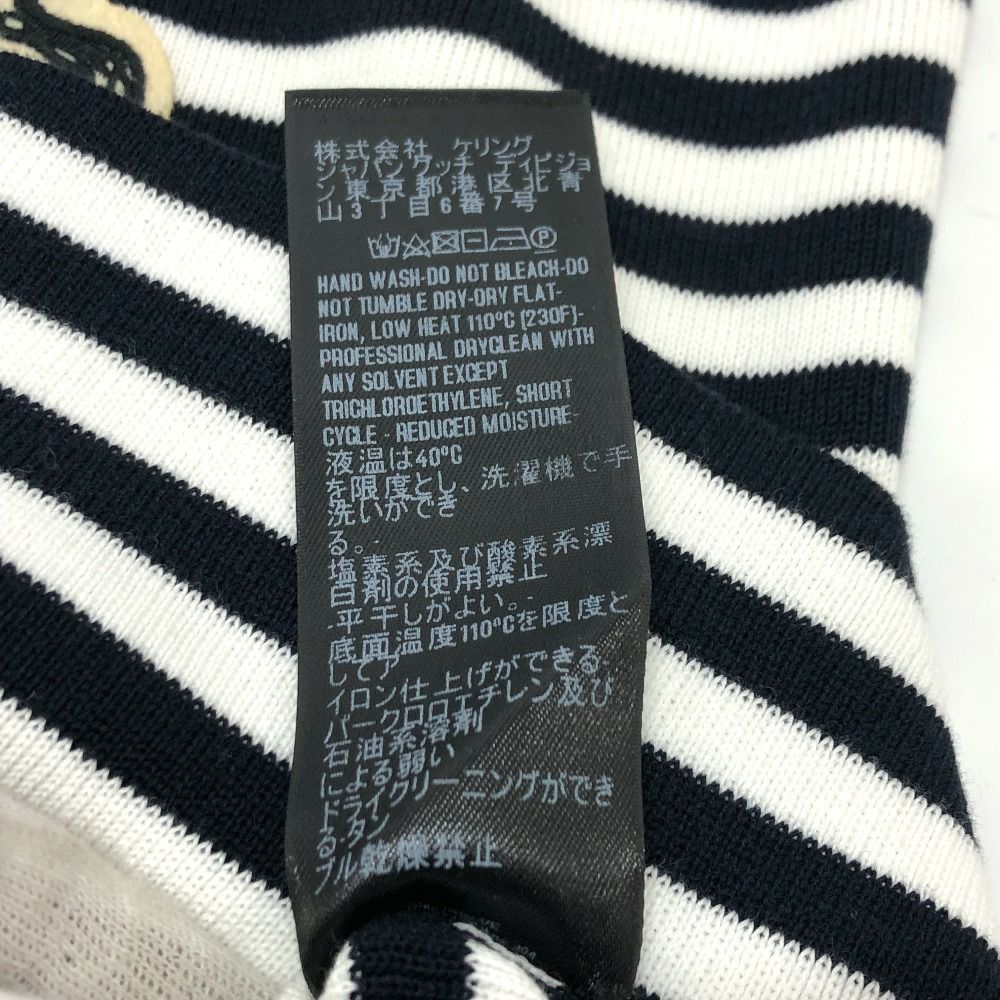 株式会社 ケリング
ジャパングッチ ディビジョ
ン東京都港区北青
山3丁目6番7号
HAND WASH-DO NOT BLEACH-DO
NOT TUMBLE DRY-DRY FLAT-
IRON, LOW HEAT 110ºC (230F)-
PROFESSIONAL DRYCLEAN WITH
ANY SOLVENT EXCEPT
TRICHLOROETHYLENE, SHORT
CYCLE - REDUCED MOISTURE-
液温は40ºC
を限度とし、洗濯機で手
洗いができ
る。-
塩素系及び酸素系漂
白剤の使用禁止
-平干しがよい。-
底面温度110ºCを限度と
してア
イロン仕上げができる-
パークロロエチレン及び
石油系溶剤
による弱い
ドライクリーニングができ
る-タン
ブル乾燥禁止